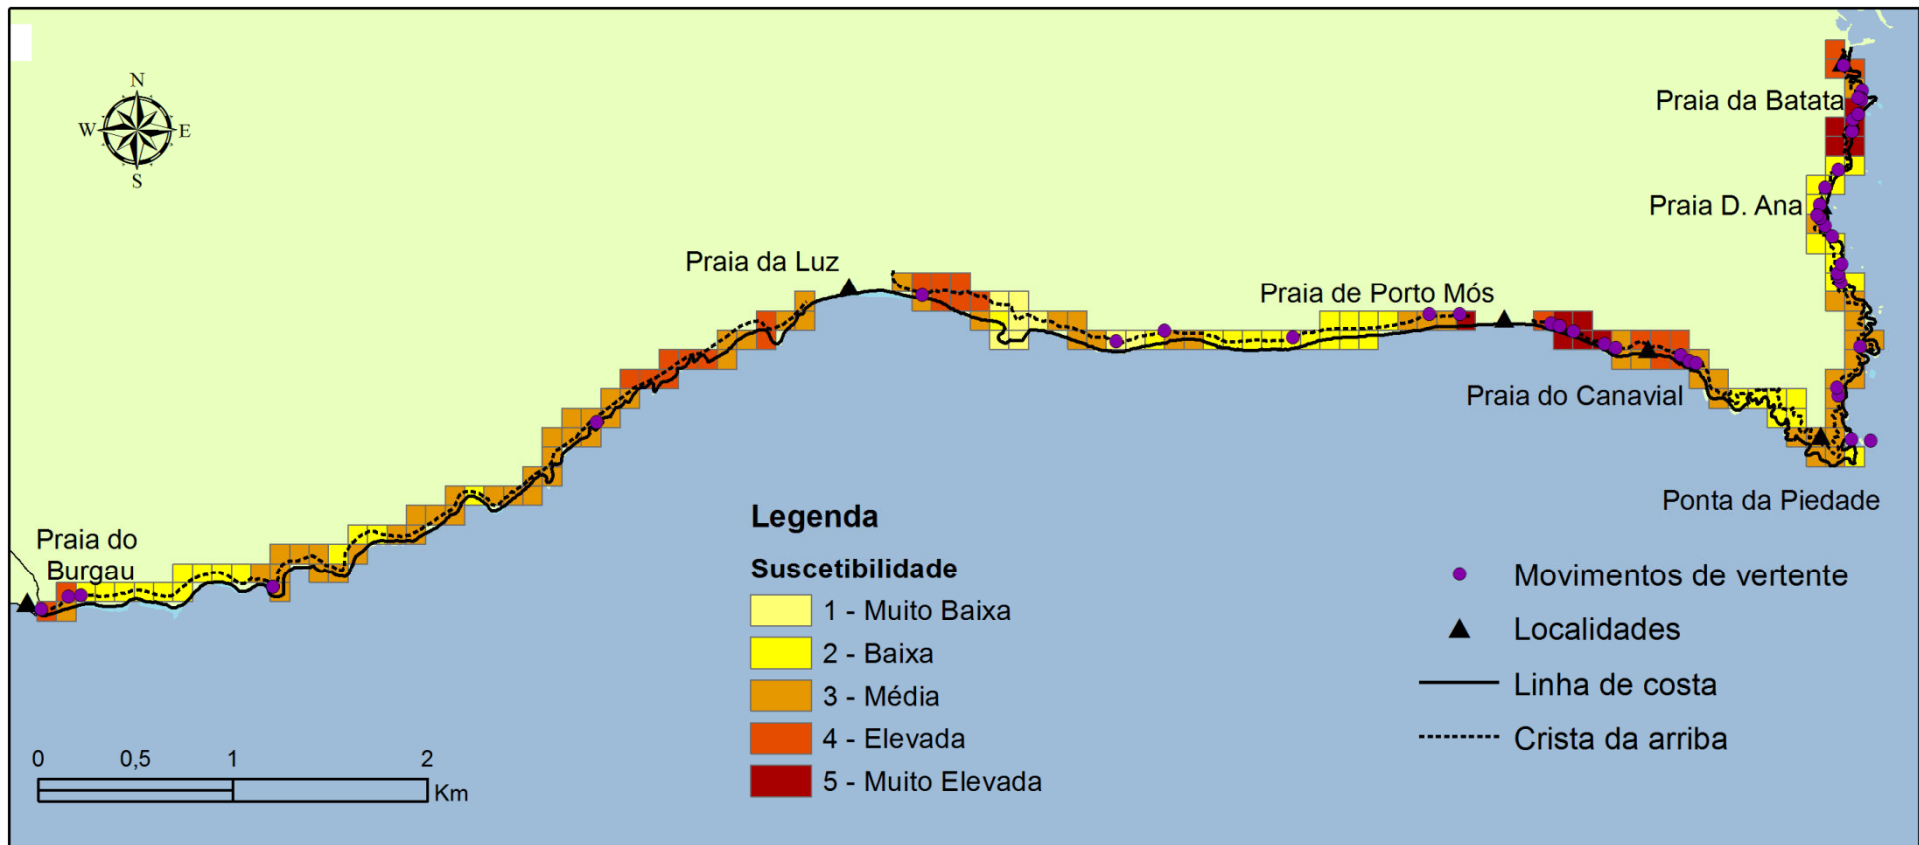 N
W E
S
Praia da Batata
Praia D. Ana
Praia da Luz
Praia de Porto Mós
Praia do Canavial
Ponta da Piedade
Praia do
Burgau
Legenda
Suscetibilidade
1 - Muito Baixa
2 - Baixa
3 - Média
4 - Elevada
5 - Muito Elevada
Movimentos de vertente
Localidades
Linha de costa
Crista da arriba
0 0,5 1 2
Km